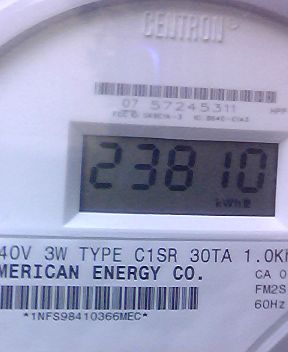 CENTRON®
07 57245311
23810
kWh
40V 3W TYPE C1SR 30TA 1.0K
MERICAN ENERGY CO.
CA 0
FM2S
60Hz
*1NFS98410366MEC*